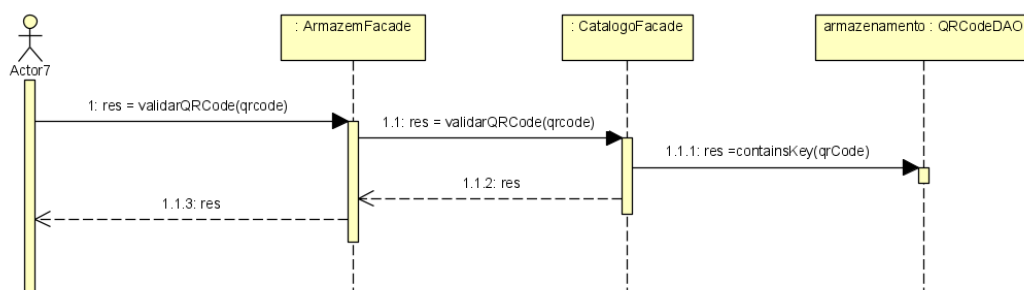 : ArmazemFacade
: CatalogoFacade
armazenamento : QRCodeDAO
Actor7
1: res = validarQRCode(qrcode)
1.1: res = validarQRCode(qrcode)
1.1.1: res =containsKey(qrCode)
1.1.2: res
1.1.3: res